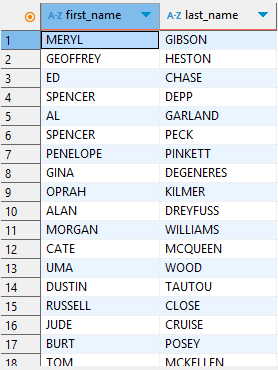 A-Z first_name A-Z last_name
1 MERYL GIBSON
2 GEOFFREY HESTON
3 ED CHASE
4 SPENCER DEPP
5 AL GARLAND
6 SPENCER PECK
7 PENELOPE PINKETT
8 GINA DEGENERES
9 OPRAH KILMER
10 ALAN DREYFUSS
11 MORGAN WILLIAMS
12 CATE MCQUEEN
13 UMA WOOD
14 DUSTIN TAUTOU
15 RUSSELL CLOSE
16 JUDE CRUISE
17 BURT POSEY
18 TOM MCKELLEN